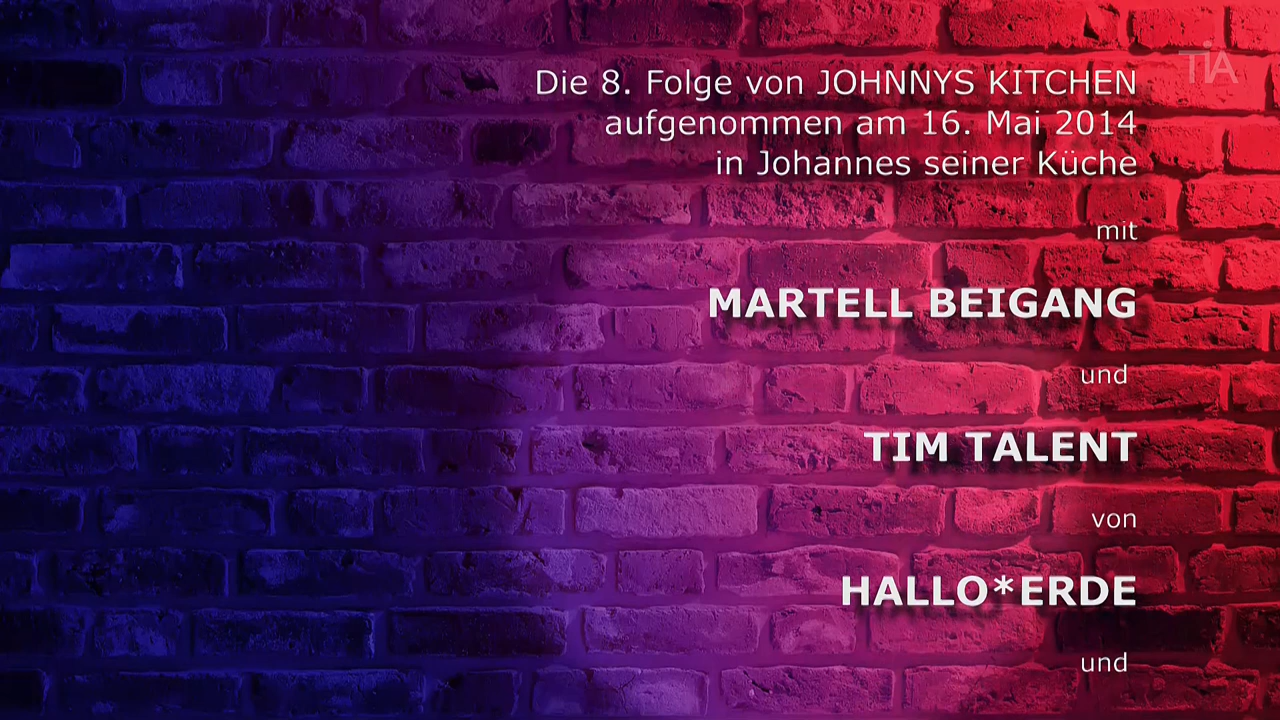 TiA
Die 8. Folge von JOHNNYS KITCHEN
aufgenommen am 16. Mai 2014
in Johannes seiner Küche
mit
MARTELL BEIGANG
und
TIM TALENT
von
HALLO*ERDE
und